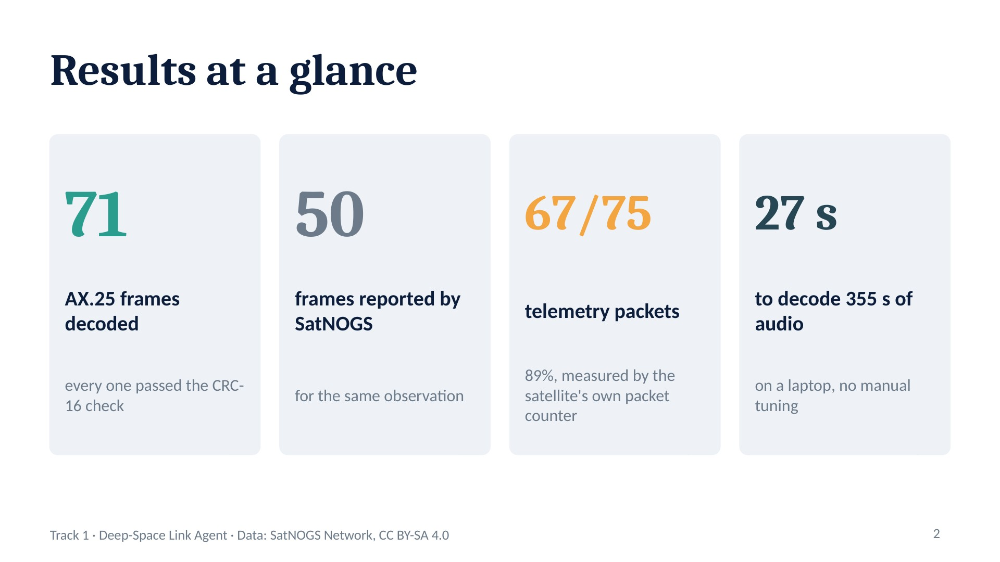 Results at a glance
71
AX.25 frames
decoded
every one passed the CRC-
16 check
50
frames reported by
SatNOGS
for the same observation
67/75
telemetry packets
89%, measured by the
satellite's own packet
counter
27 s
to decode 355 s of
audio
on a laptop, no manual
tuning
Track 1 · Deep-Space Link Agent · Data: SatNOGS Network, CC BY-SA 4.0
2